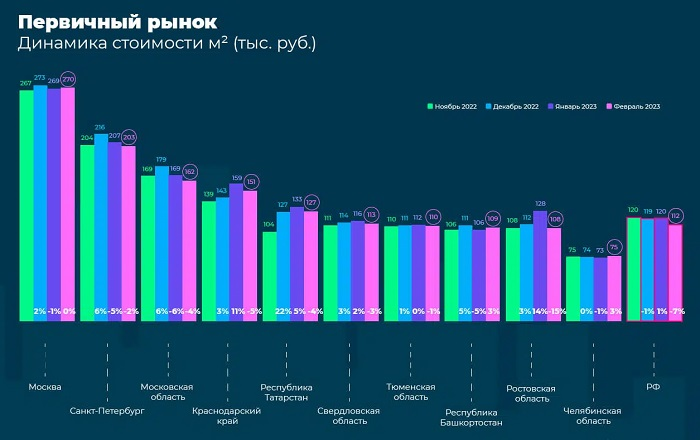 Первичный рынок
Динамика стоимости м² (тыс. руб.)
Ноябрь 2022 Декабрь 2022 Январь 2023 Февраль 2023
267 273 269 270
204 216 207 203
169 179 169 162
139 143 159 151
104 127 133 127
111 114 116 113
110 111 112 110
106 111 106 109
108 112 128 108
75 74 73 75
120 119 120 112
2% -1% 0%
6% -5% -2%
6% -6% -4%
3% 11% -5%
22% 5% -4%
3% 2% -3%
1% 0% -1%
5% -5% 3%
3% 14% -15%
0% -1% 3%
-1% 1% -7%
Москва
Санкт-Петербург
Московская
область
Краснодарский
край
Республика
Татарстан
Свердловская
область
Тюменская
область
Республика
Башкортостан
Ростовская
область
Челябинская
область
РФ